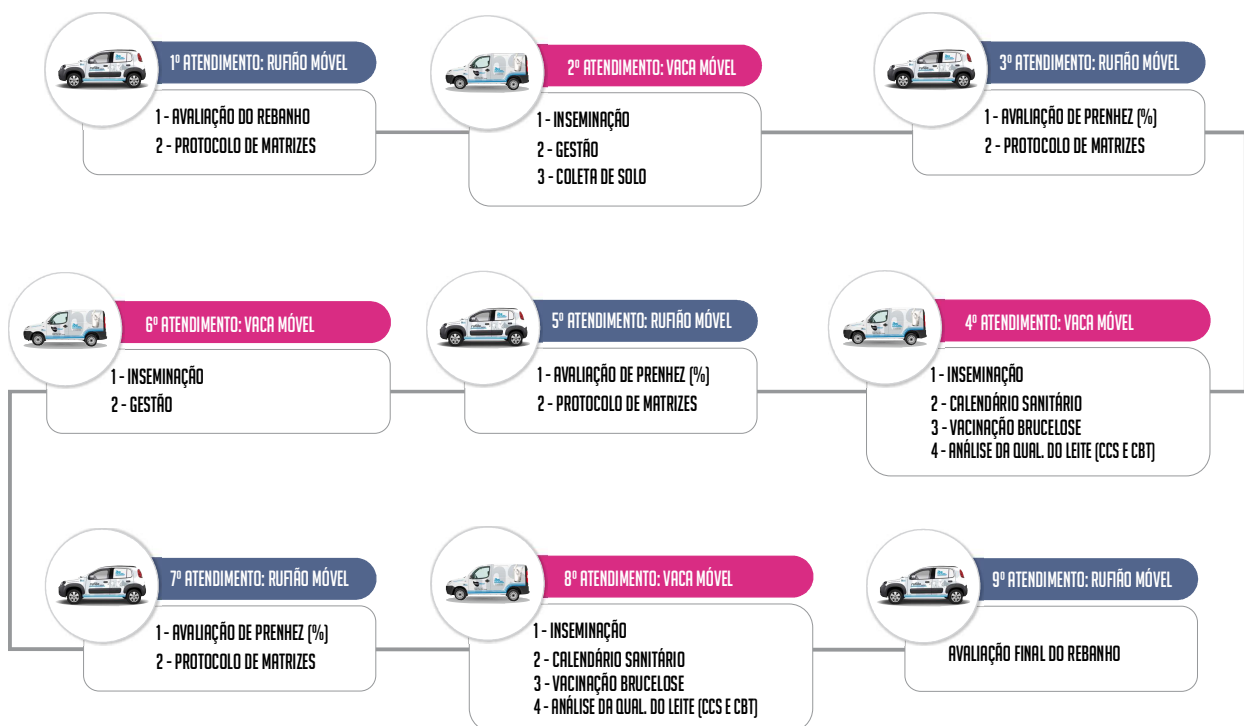 1º ATENDIMENTO: RUFIÃO MÓVEL
1 - AVALIAÇÃO DO REBANHO
2 - PROTOCOLO DE MATRIZES
2º ATENDIMENTO: VACA MÓVEL
1 - INSEMINAÇÃO
2 - GESTÃO
3 - COLETA DE SOLO
3º ATENDIMENTO: RUFIÃO MÓVEL
1 - AVALIAÇÃO DE PRENHEZ (%)
2 - PROTOCOLO DE MATRIZES
4º ATENDIMENTO: VACA MÓVEL
1 - INSEMINAÇÃO
2 - CALENDÁRIO SANITÁRIO
3 - VACINAÇÃO BRUCELOSE
4 - ANÁLISE DA QUAL. DO LEITE (CCS E CBT)
5º ATENDIMENTO: RUFIÃO MÓVEL
1 - AVALIAÇÃO DE PRENHEZ (%)
2 - PROTOCOLO DE MATRIZES
6º ATENDIMENTO: VACA MÓVEL
1 - INSEMINAÇÃO
2 - GESTÃO
7º ATENDIMENTO: RUFIÃO MÓVEL
1 - AVALIAÇÃO DE PRENHEZ (%)
2 - PROTOCOLO DE MATRIZES
8º ATENDIMENTO: VACA MÓVEL
1 - INSEMINAÇÃO
2 - CALENDÁRIO SANITÁRIO
3 - VACINAÇÃO BRUCELOSE
4 - ANÁLISE DA QUAL. DO LEITE (CCS E CBT)
9º ATENDIMENTO: RUFIÃO MÓVEL
AVALIAÇÃO FINAL DO REBANHO